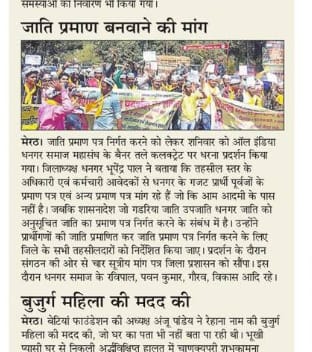 समस्याओं का निवारण भी किया गया।
जाति प्रमाण बनवाने की मांग
मेरठ। जाति प्रमाण पत्र निर्गत करने को लेकर शनिवार को ऑल इंडिया
धनगर समाज महासंघ के बैनर तले कलक्ट्रेट पर धरना प्रदर्शन किया
गया। जिलाध्यक्ष धनगर भूपेंद्र पाल ने बताया कि तहसील स्तर के
अधिकारी एवं कर्मचारी आवेदकों से धनगर के गजट प्रार्थी पूर्वजों के
प्रमाण पत्र एवं अन्य प्रमाण पत्र मांग रहे हैं जो कि आम आदमी के पास
नहीं है। जबकि शासनादेश जो गडरिया जाति उपजाति धनगर जाति को
अनुसूचित जाति का प्रमाण पत्र निर्गत करने के संबंध में है। उन्होंने
प्रार्थीगणों की जाति प्रमाणित कर जाति प्रमाण पत्र निर्गत करने के लिए
जिले के सभी तहसीलदारों को निर्देशित किया जाए। प्रदर्शन के दौरान
संगठन की ओर से चार सूत्रीय मांग पत्र जिला प्रशासन को सौंपा। इस
दौरान धनगर समाज के रविपाल, पवन कुमार, गौरव, विकास आदि रहे।
बुजुर्ग महिला की मदद की
मेरठ। बेटियां फाउंडेशन की अध्यक्ष अंजू पांडेय ने रेहाना नाम की बुजुर्ग
महिला की मदद की, जो घर का पता भी नहीं बता पा रही थी। भूखी
प्यासी घर से निकली अर्द्धविक्षिप्त हालत में चाणक्यपुरी शुभकामना